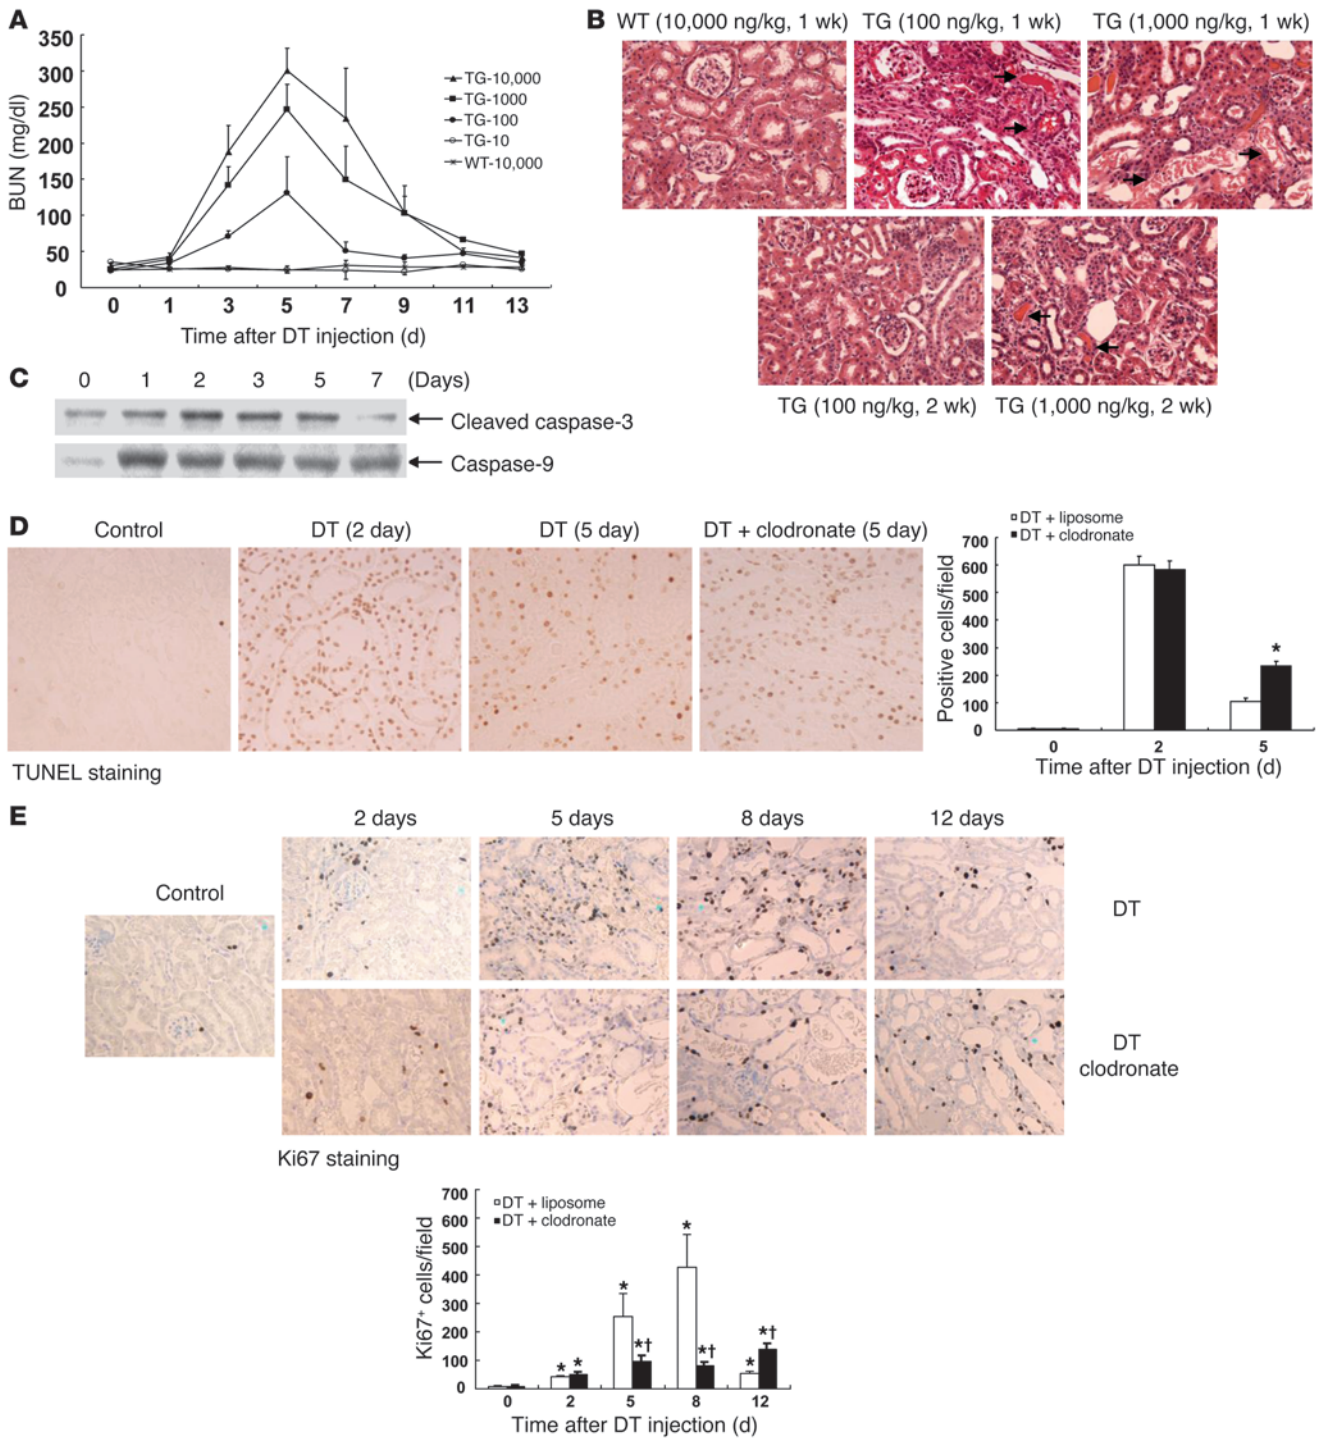 A
350
300
250
200
150
100
50
0
BUN (mg/dl)
TG-10,000
TG-1000
TG-100
TG-10
WT-10,000
0 1 3 5 7 9 11 13
Time after DT injection (d)
B
WT (10,000 ng/kg, 1 wk) TG (100 ng/kg, 1 wk) TG (1,000 ng/kg, 1 wk)
TG (100 ng/kg, 2 wk) TG (1,000 ng/kg, 2 wk)
C
0 1 2 3 5 7 (Days)
Cleaved caspase-3
Caspase-9
D
Control DT (2 day) DT (5 day) DT + clodronate (5 day)
TUNEL staining
DT + liposome
DT + clodronate
700
600
500
400
300
200
100
0
Positive cells/field
*
0 2 5
Time after DT injection (d)
E
2 days 5 days 8 days 12 days
Control
DT
DT
clodronate
Ki67 staining
700
600
500
400
300
200
100
0
Ki67+ cells/field
DT + liposome
DT + clodronate
* * * *† * *† * *†
0 2 5 8 12
Time after DT injection (d)